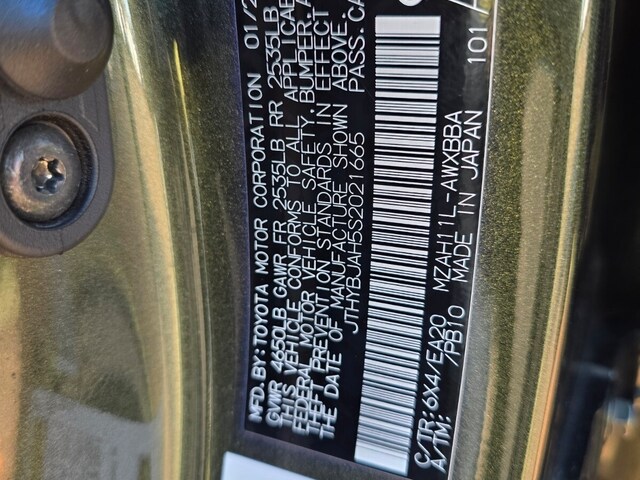 MFD. BY: TOYOTA MOTOR CORPORATION 01/2
GVWR 4650LB GAWR FR 2535LB RR 2535LB
THIS VEHICLE CONFORMS TO ALL APPLICAB
FEDERAL MOTOR VEHICLE SAFETY, BUMPER, A
THEFT PREVENTION STANDARDS IN EFFECT
THE DATE OF MANUFACTURE SHOWN ABOVE.
JTHYBJAH5S2021665 PASS.CA
C/TR: 6X4/EA20 MZAH11L-AWXBBA
A/TM: /PB10 MADE IN JAPAN 101